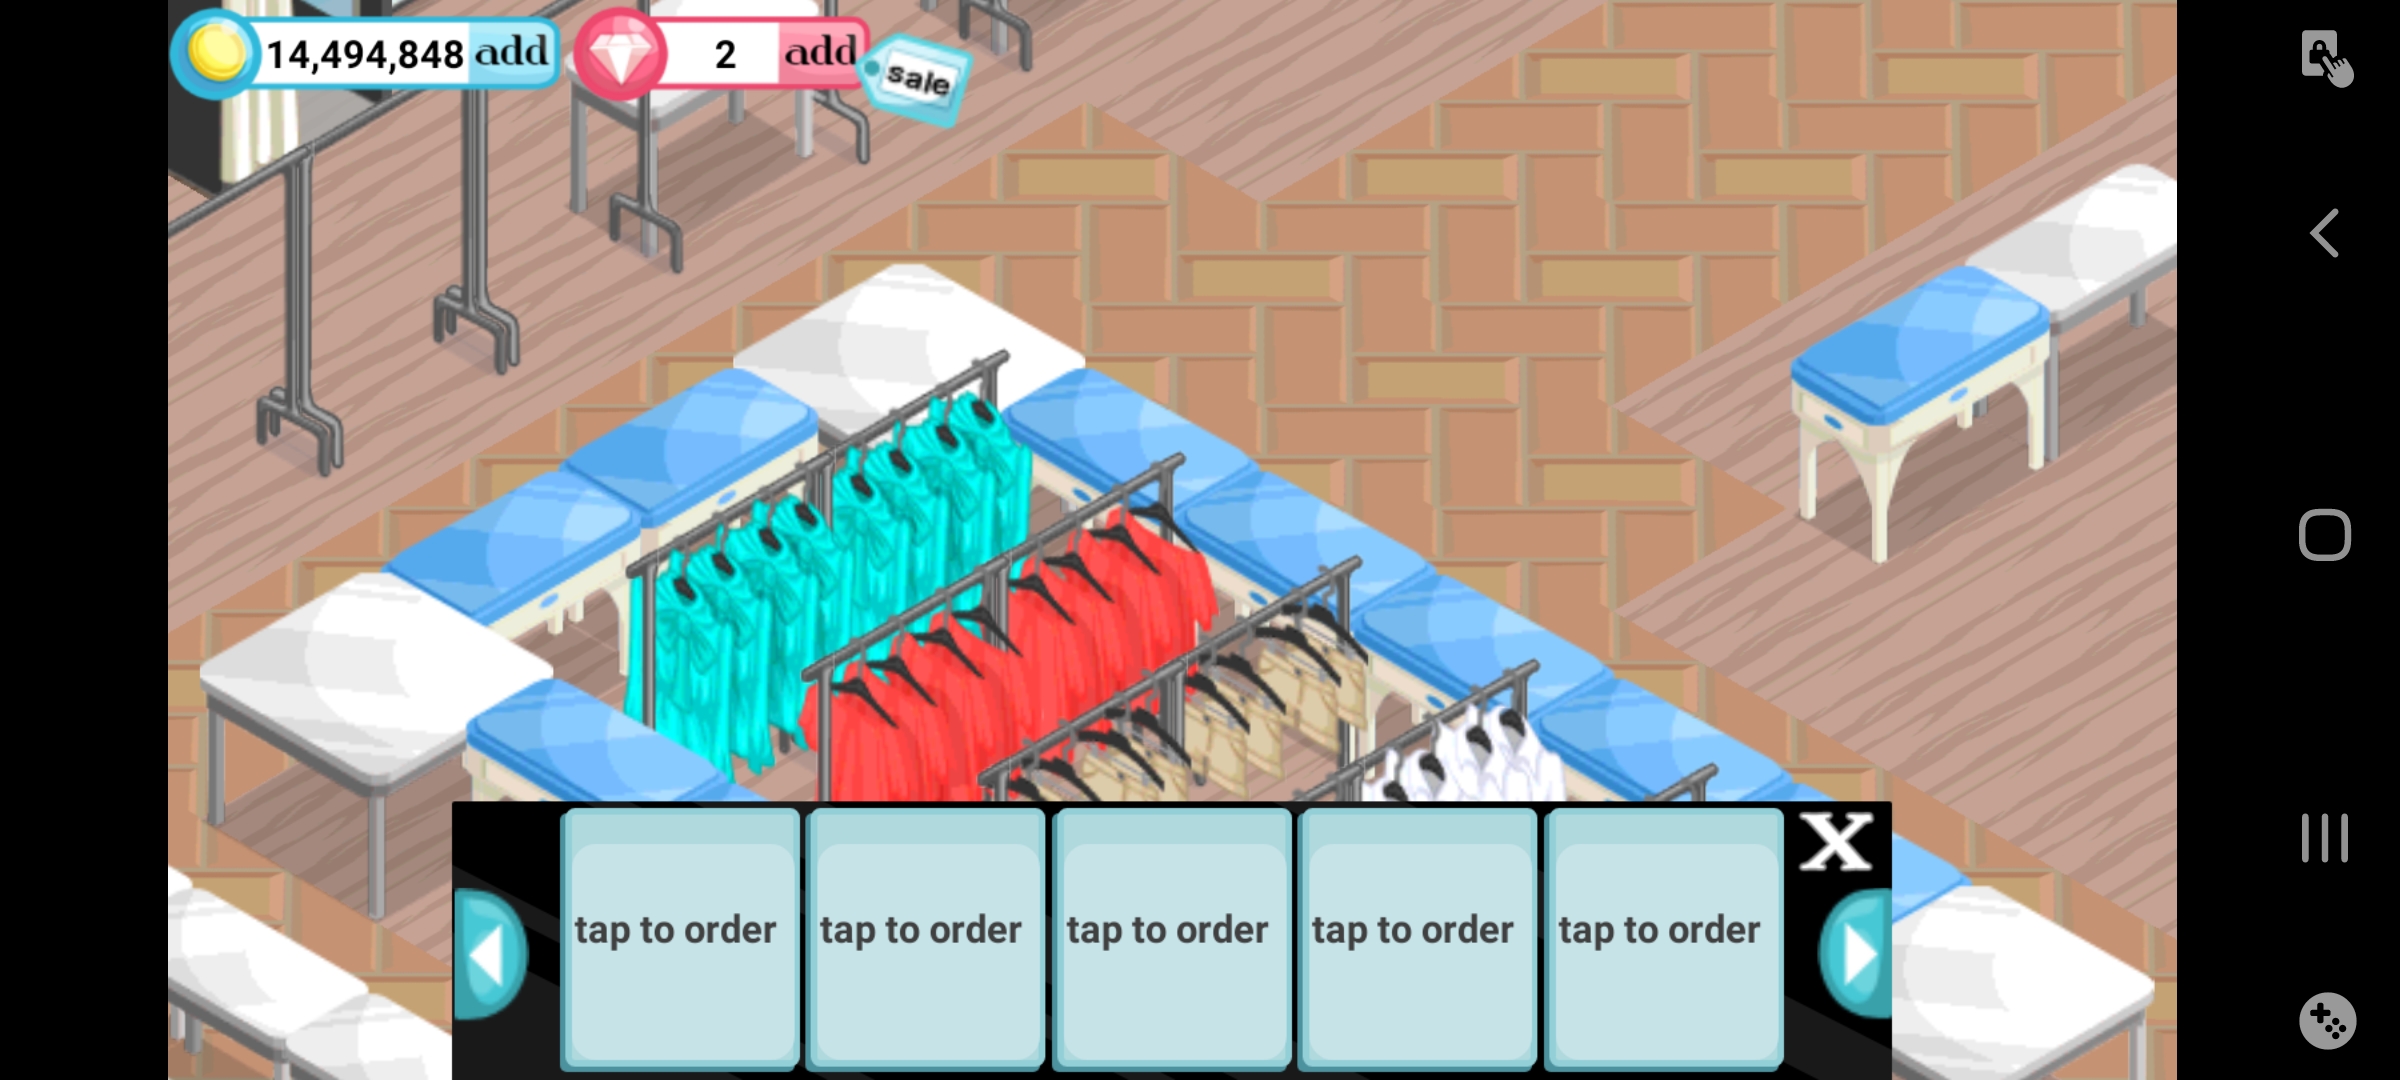 14,494,848 add
2 add
sale
X
tap to order
tap to order
tap to order
tap to order
tap to order